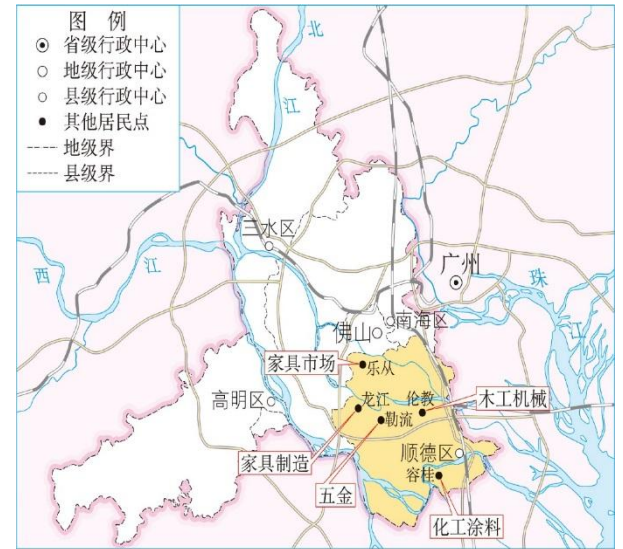 图 例
省级行政中心
地级行政中心
县级行政中心
其他居民点
地级界
县级界
北
江
西
江
三水区
广州
珠
江
佛山
南海区
家具市场
乐从
高明区
龙江
伦教
木工机械
勒流
家具制造
五金
顺德区
容桂
化工涂料